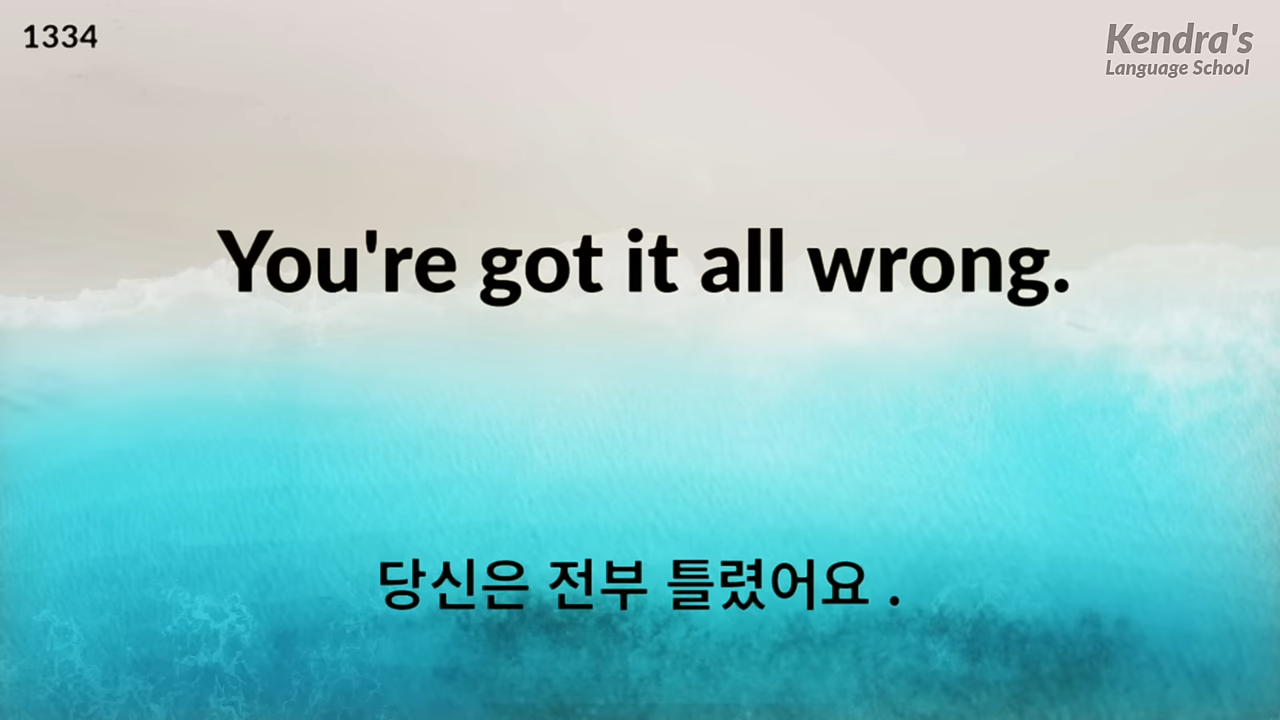 1334
Kendra's
Language School
You're got it all wrong.
당신은 전부 틀렸어요 .